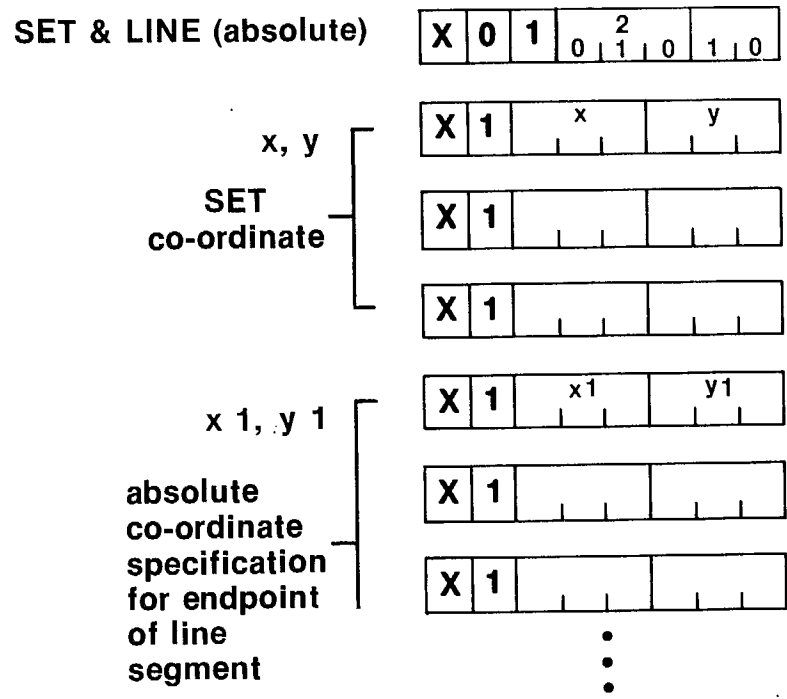 SET & LINE (absolute)
X 0 1 2
0 1 0 1 0
x, y
X 1 x y
SET
co-ordinate
X 1
X 1
x 1, y 1
X 1 x1 y1
absolute
co-ordinate
specification
for endpoint
of line
segment
X 1
X 1